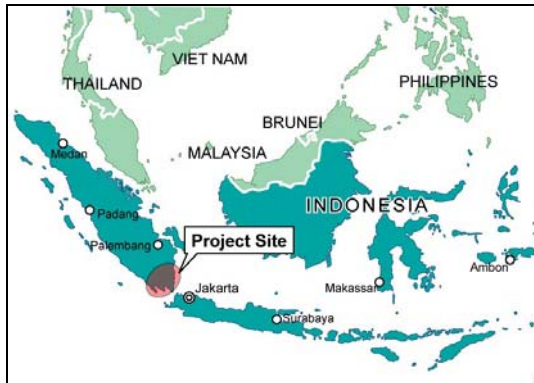 VIET NAM
THAILAND
PHILIPPINES
BRUNEI
MALAYSIA
Medan
INDONESIA
Padang
Palembang
Project Site
Ambon
Jakarta
Makassar
Surabaya